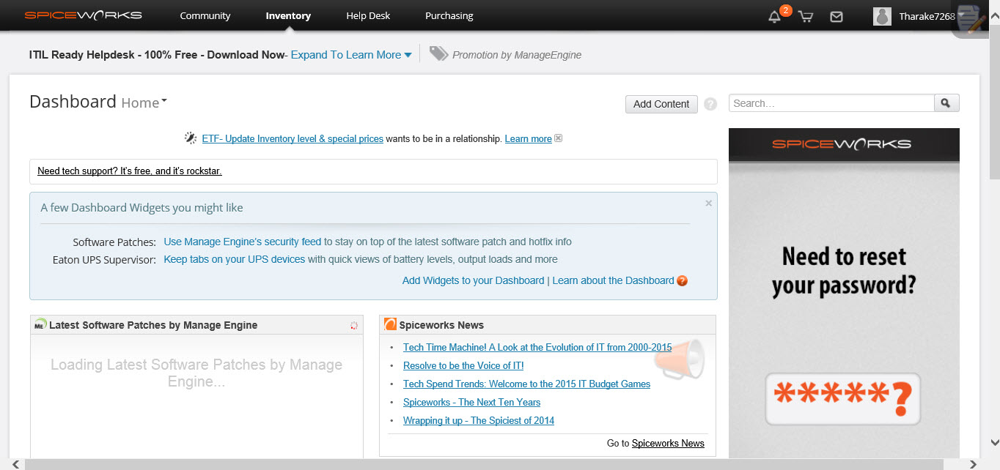 SPICEWORKS Community Inventory Help Desk Purchasing 2 Tharake7268
ITIL Ready Helpdesk - 100% Free - Download Now- Expand To Learn More Promotion by ManageEngine
Dashboard Home Add Content ? Search...
ETF- Update Inventory level & special prices wants to be in a relationship. Learn more
SPICEWORKS
Need tech support? It's free, and it's rockstar.
A few Dashboard Widgets you might like
Software Patches: Use Manage Engine's security feed to stay on top of the latest software patch and hotfix info
Eaton UPS Supervisor: Keep tabs on your UPS devices with quick views of battery levels, output loads and more
Add Widgets to your Dashboard | Learn about the Dashboard ?
Need to reset
your password?
*****?
ME Latest Software Patches by Manage Engine
Loading Latest Software Patches by Manage
Engine...
Spiceworks News
• Tech Time Machine! A Look at the Evolution of IT from 2000-2015
• Resolve to be the Voice of IT!
• Tech Spend Trends: Welcome to the 2015 IT Budget Games
• Spiceworks - The Next Ten Years
• Wrapping it up - The Spiciest of 2014
Go to Spiceworks News